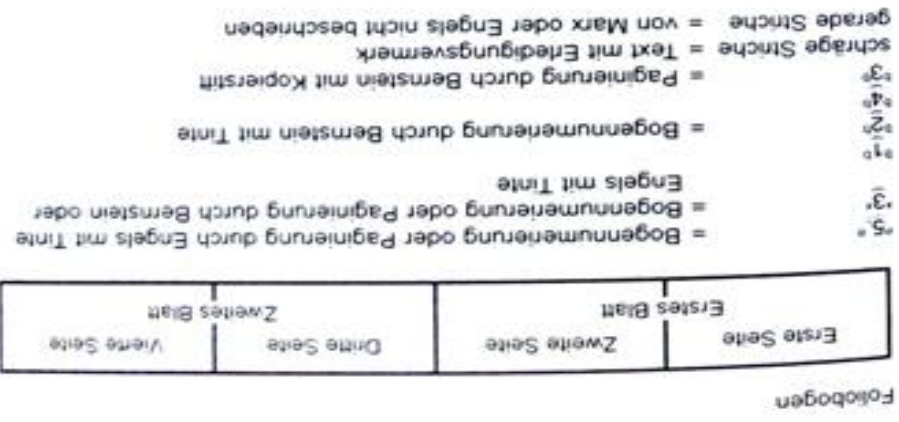 Foliobogen
Erste Seite Zweite Seite Dritte Seite Vierte Seite
Erstes Blatt Zweites Blatt
"5." = Bogennumerierung oder Paginierung durch Engels mit Tinte
"3" = Bogennumerierung oder Paginierung durch Bernstein oder
Engels mit Tinte
"1"
"2" = Bogennumerierung durch Bernstein mit Tinte
"4"
"3" = Paginierung durch Bernstein mit Kopierstift
schräge Striche = Text mit Erledigungsvermerk
gerade Striche = von Marx oder Engels nicht beschrieben